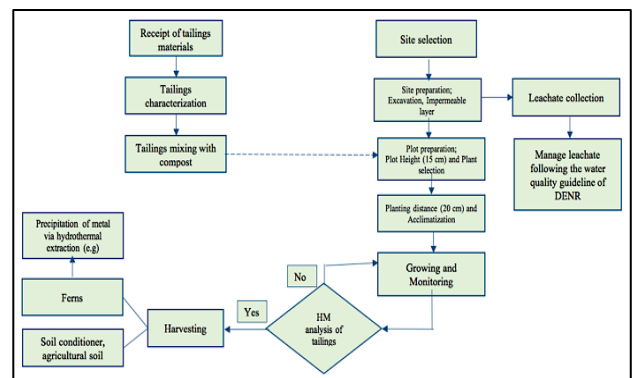 Receipt of tailings
materials
Site selection
Tailings
characterization
Site preparation;
Excavation, Impermeable
layer
Leachate collection
Tailings mixing with
compost
Plot preparation;
Plot Height (15 cm) and Plant
selection
Manage leachate
following the water
quality guideline of
DENR
Planting distance (20 cm) and
Acclimatization
Precipitation of metal
via hydrothermal
extraction (e.g)
Growing and
Monitoring
No
Ferns
Yes
HM
analysis of
tailings
Harvesting
Soil conditioner,
agricultural soil